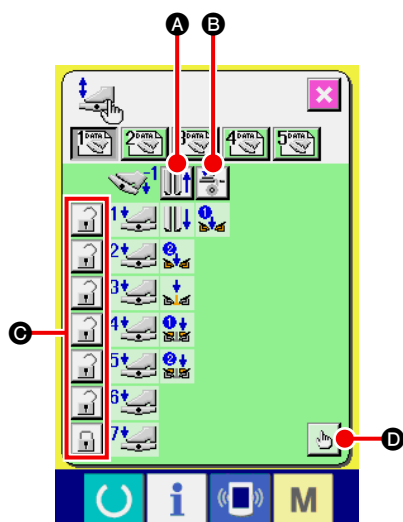 A B
1 DATA 2 DATA 3 DATA 4 DATA 5 DATA
-1
1 1
2 2
3
C 4 1
5 2
6
7 D
i M